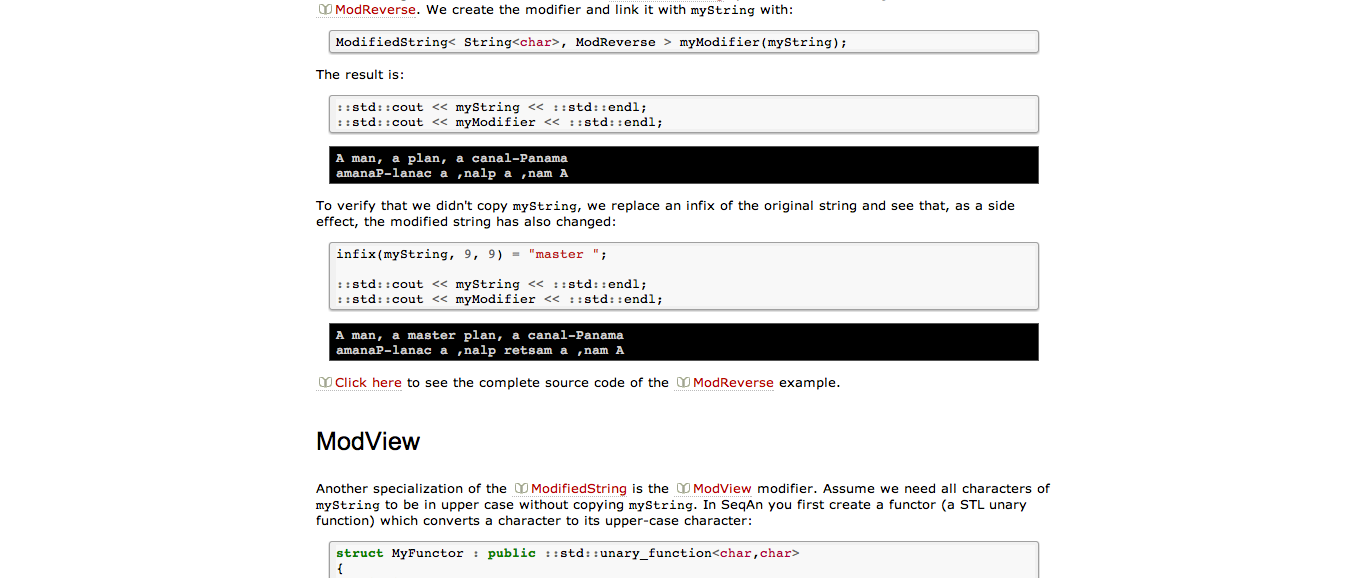 ModReverse. We create the modifier and link it with myString with:
ModifiedString< String<char>, ModReverse > myModifier(myString);
The result is:
::std::cout << myString << ::std::endl;
::std::cout << myModifier << ::std::endl;
A man, a plan, a canal-Panama
amanaP-lanac a ,nalp a ,nam A
To verify that we didn't copy myString, we replace an infix of the original string and see that, as a side
effect, the modified string has also changed:
infix(myString, 9, 9) = "master ";
::std::cout << myString << ::std::endl;
::std::cout << myModifier << ::std::endl;
A man, a master plan, a canal-Panama
amanaP-lanac a ,nalp retsam a ,nam A
Click here to see the complete source code of the ModReverse example.
ModView
Another specialization of the ModifiedString is the ModView modifier. Assume we need all characters of
myString to be in upper case without copying myString. In SeqAn you first create a functor (a STL unary
function) which converts a character to its upper-case character:
struct MyFunctor : public ::std::unary_function<char,char>
{